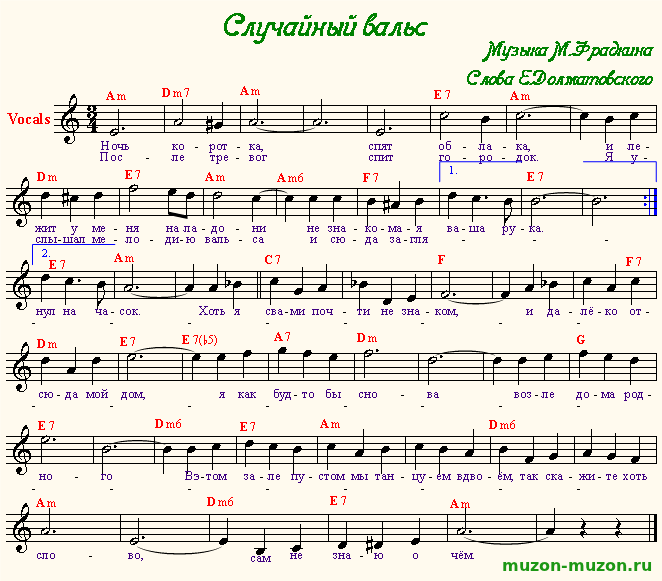 Случайный вальс
Музыка М.Фрадкина
Слова Е.Долматовского
Am Dm7 Am E7 Am
Vocals 3 4
Ночь ко - рот - ка, спят об - ла - ка, и ле-
Пос - ле тре - вог спит го - ро - док. Я у -
Dm E7 Am Am6 F7 1. E7
жит у ме - ня на ла - до - ни не зна - ко - ма - я ва - ша ру - ка.
слы - шал ме - ло - ди - ю валь - са и сю - да за - гля - - -
2.
E7 Am C7 F F7
нул на ча - сок. Хоть я с ва - ми поч - ти не зна - ком, и да - лё - ко от -
Dm E7 E7(b5) A7 Dm G
сю - да мой дом, я как буд - то бы сно - ва воз - ле до - ма род -
E7 Dm6 E7 Am Dm6
но - го В э - том за - ле пу - стом мы тан - цу - ем вдво - ём, так ска - жи - те хоть
Am Dm6 E7 Am
сло - во, сам не зна - ю о чём.
muzon-muzon.ru